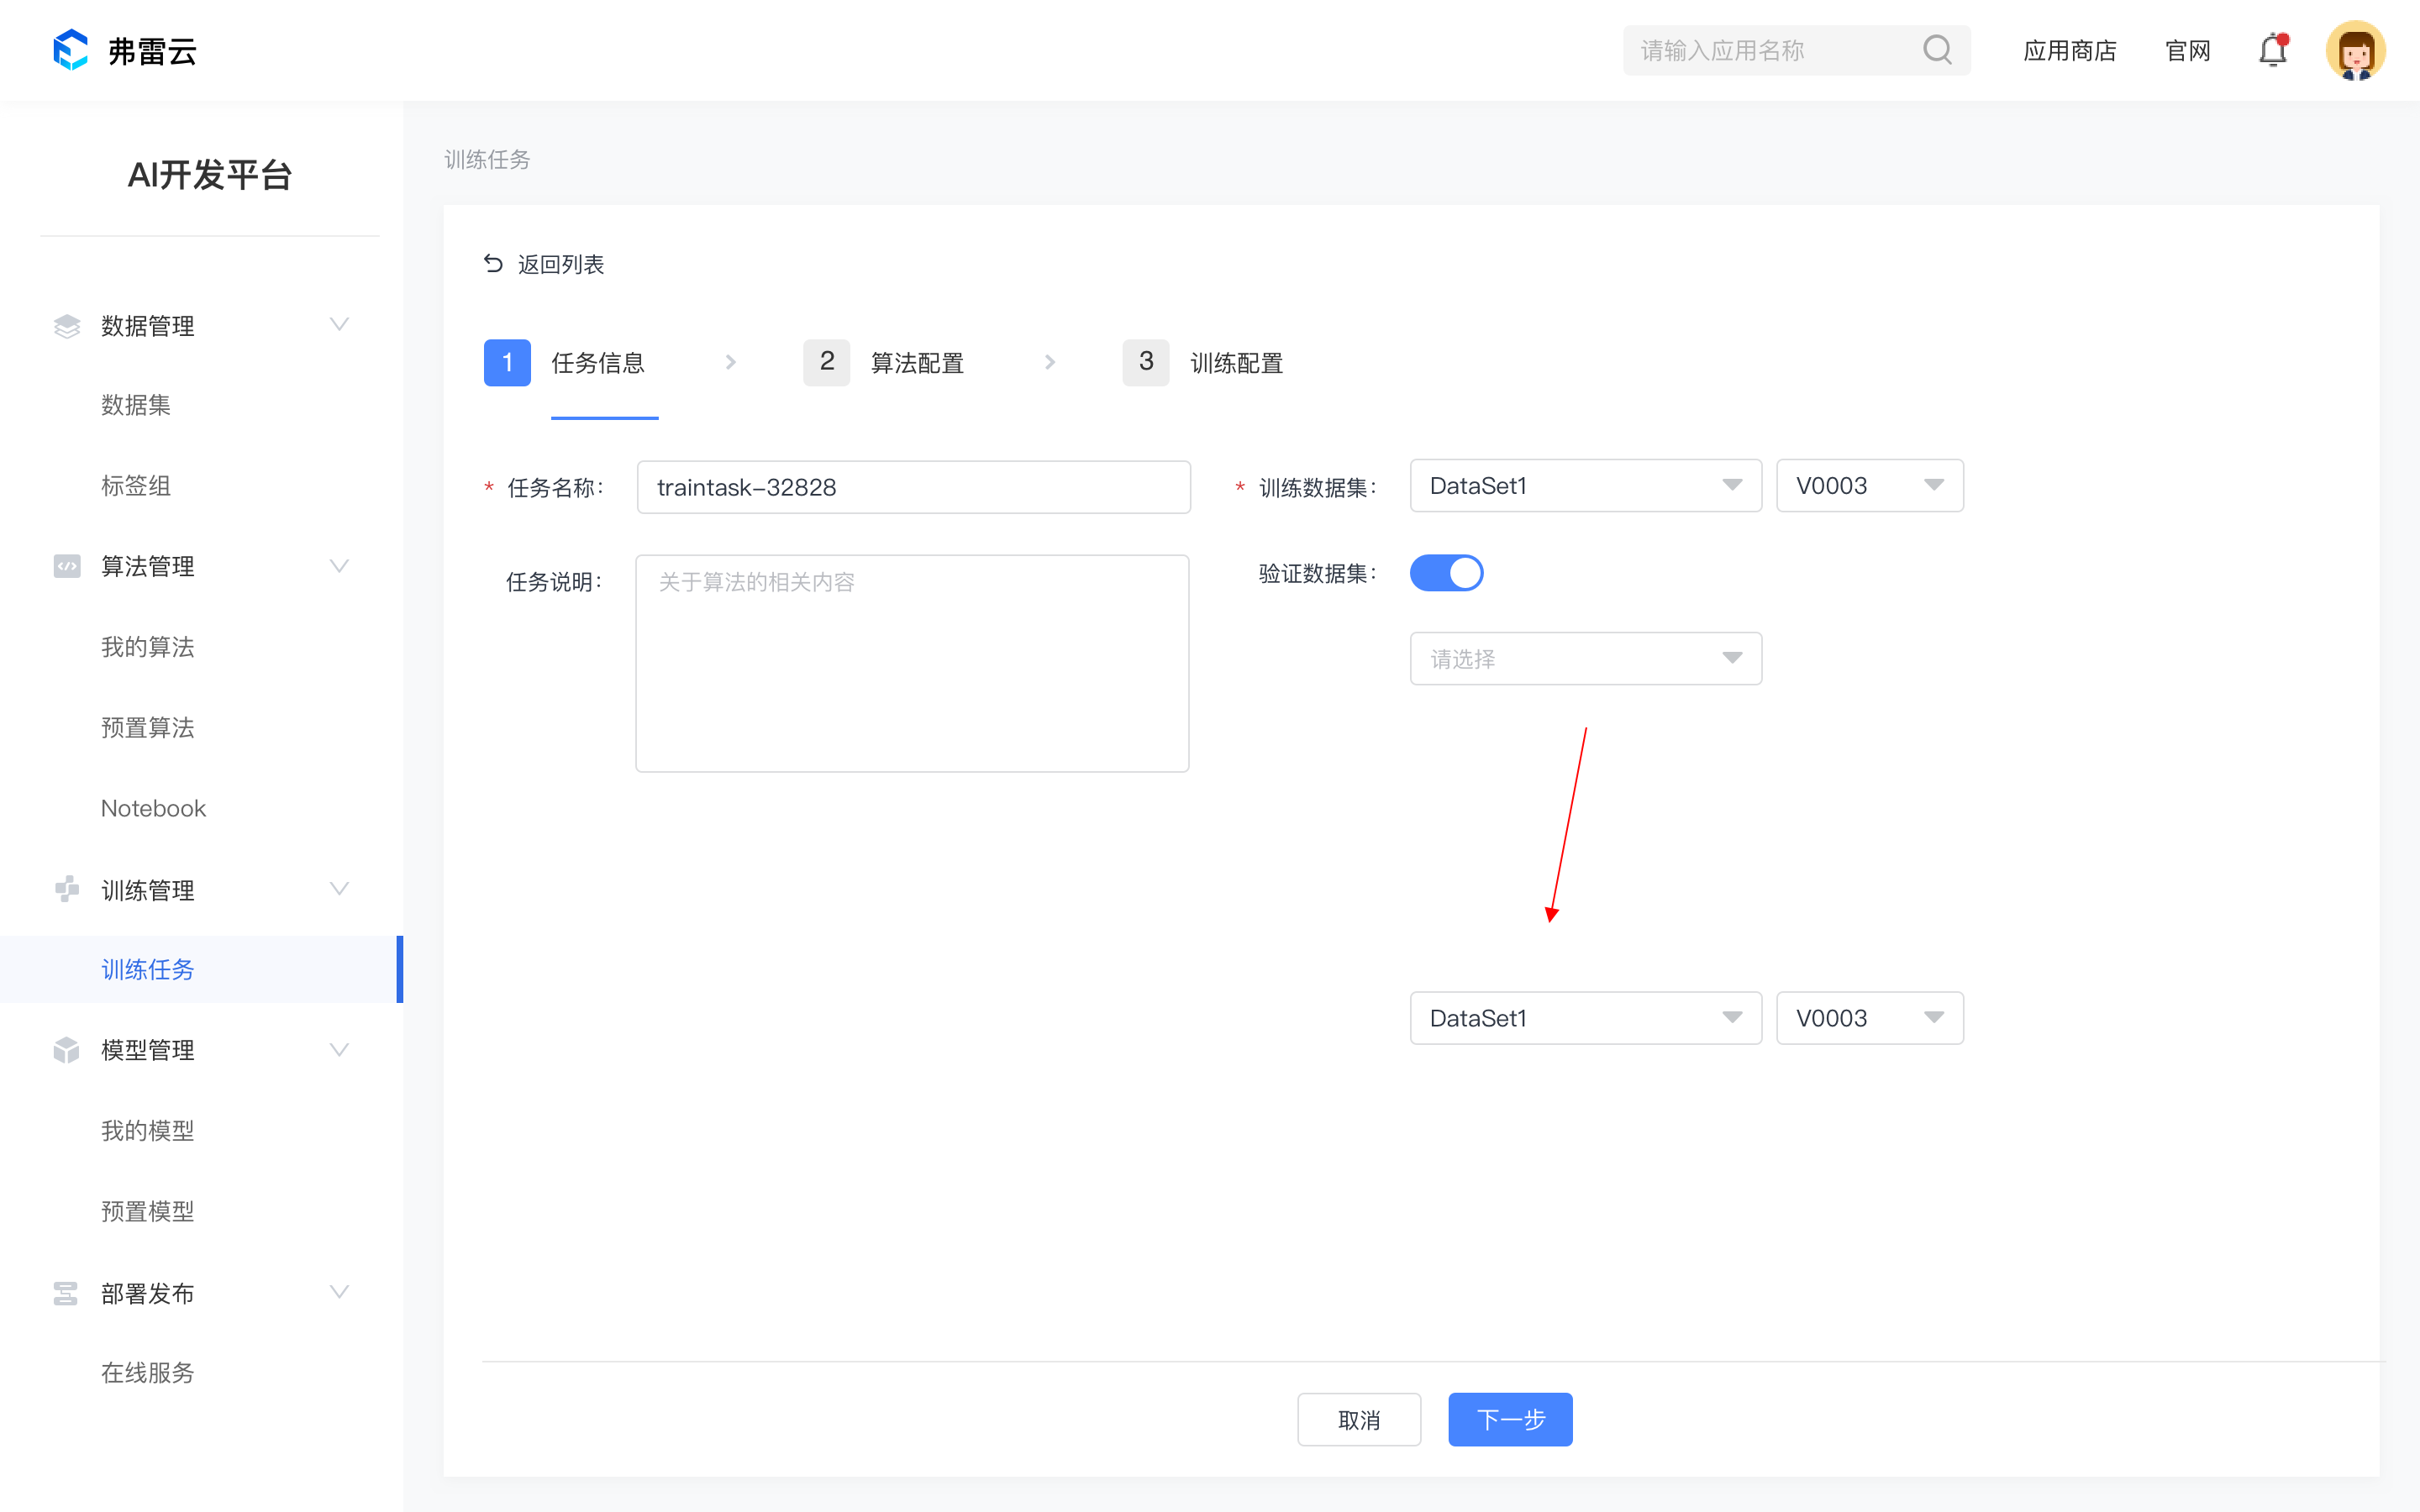 弗雷云
请输入应用名称
应用商店
官网
AI开发平台
数据管理
数据集
标签组
算法管理
我的算法
预置算法
Notebook
训练管理
训练任务
模型管理
我的模型
预置模型
部署发布
在线服务
训练任务
返回列表
1 任务信息
2 算法配置
3 训练配置
* 任务名称：
traintask-32828
任务说明：
关于算法的相关内容
* 训练数据集：
DataSet1
V0003
验证数据集：
请选择
DataSet1
V0003
取消
下一步